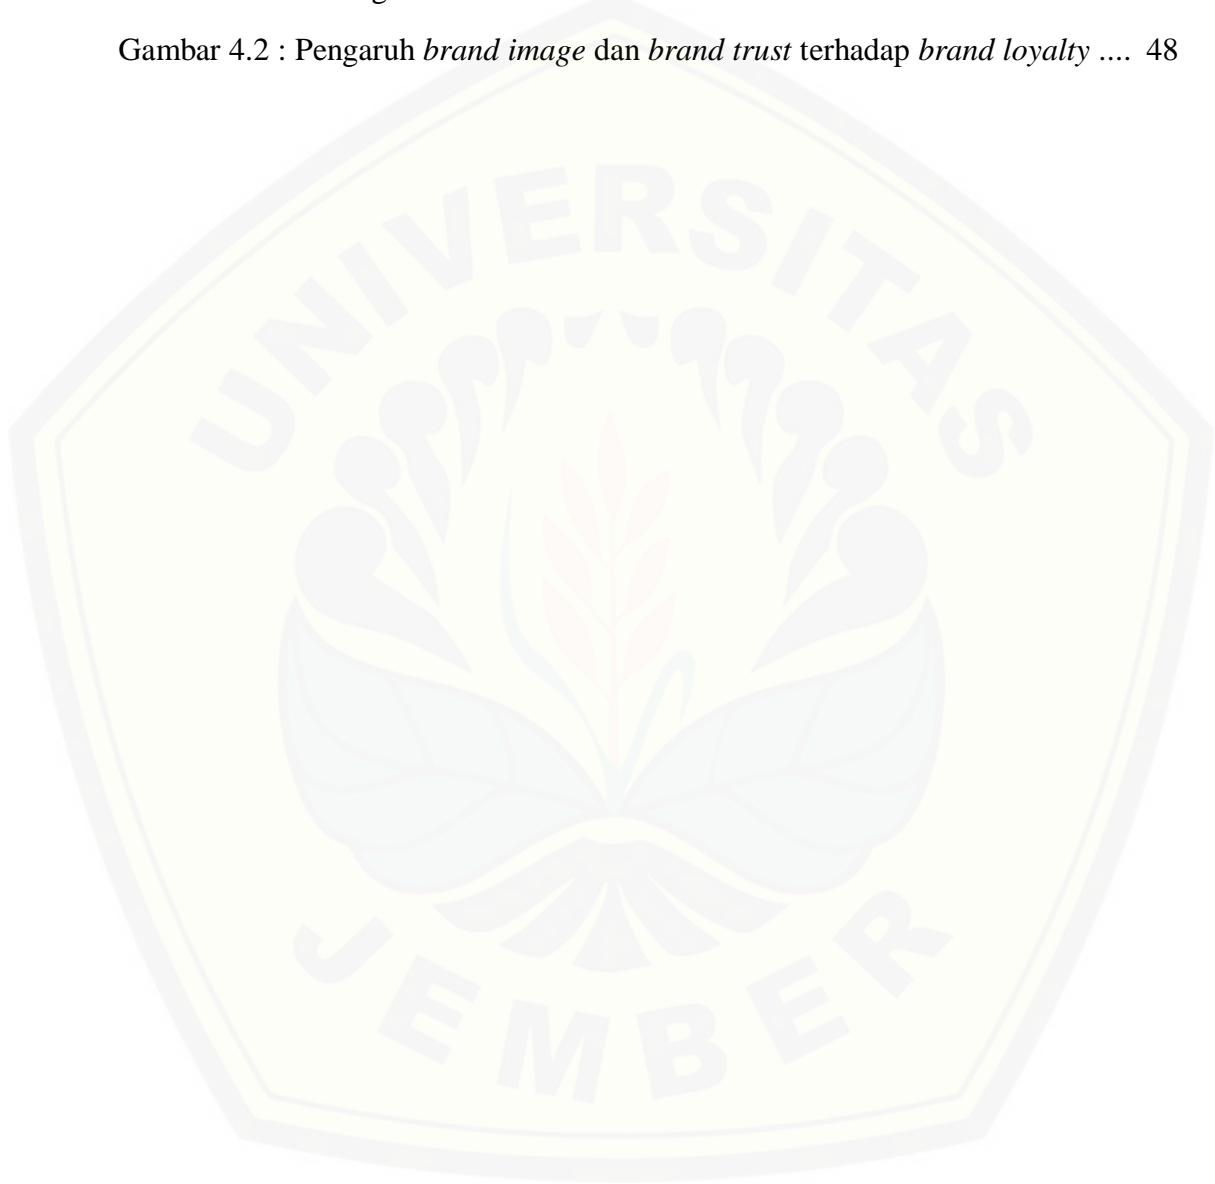 Gambar 4.2 : Pengaruh brand image dan brand trust terhadap brand loyalty .... 48
UNIVERSITAS
JEMBER